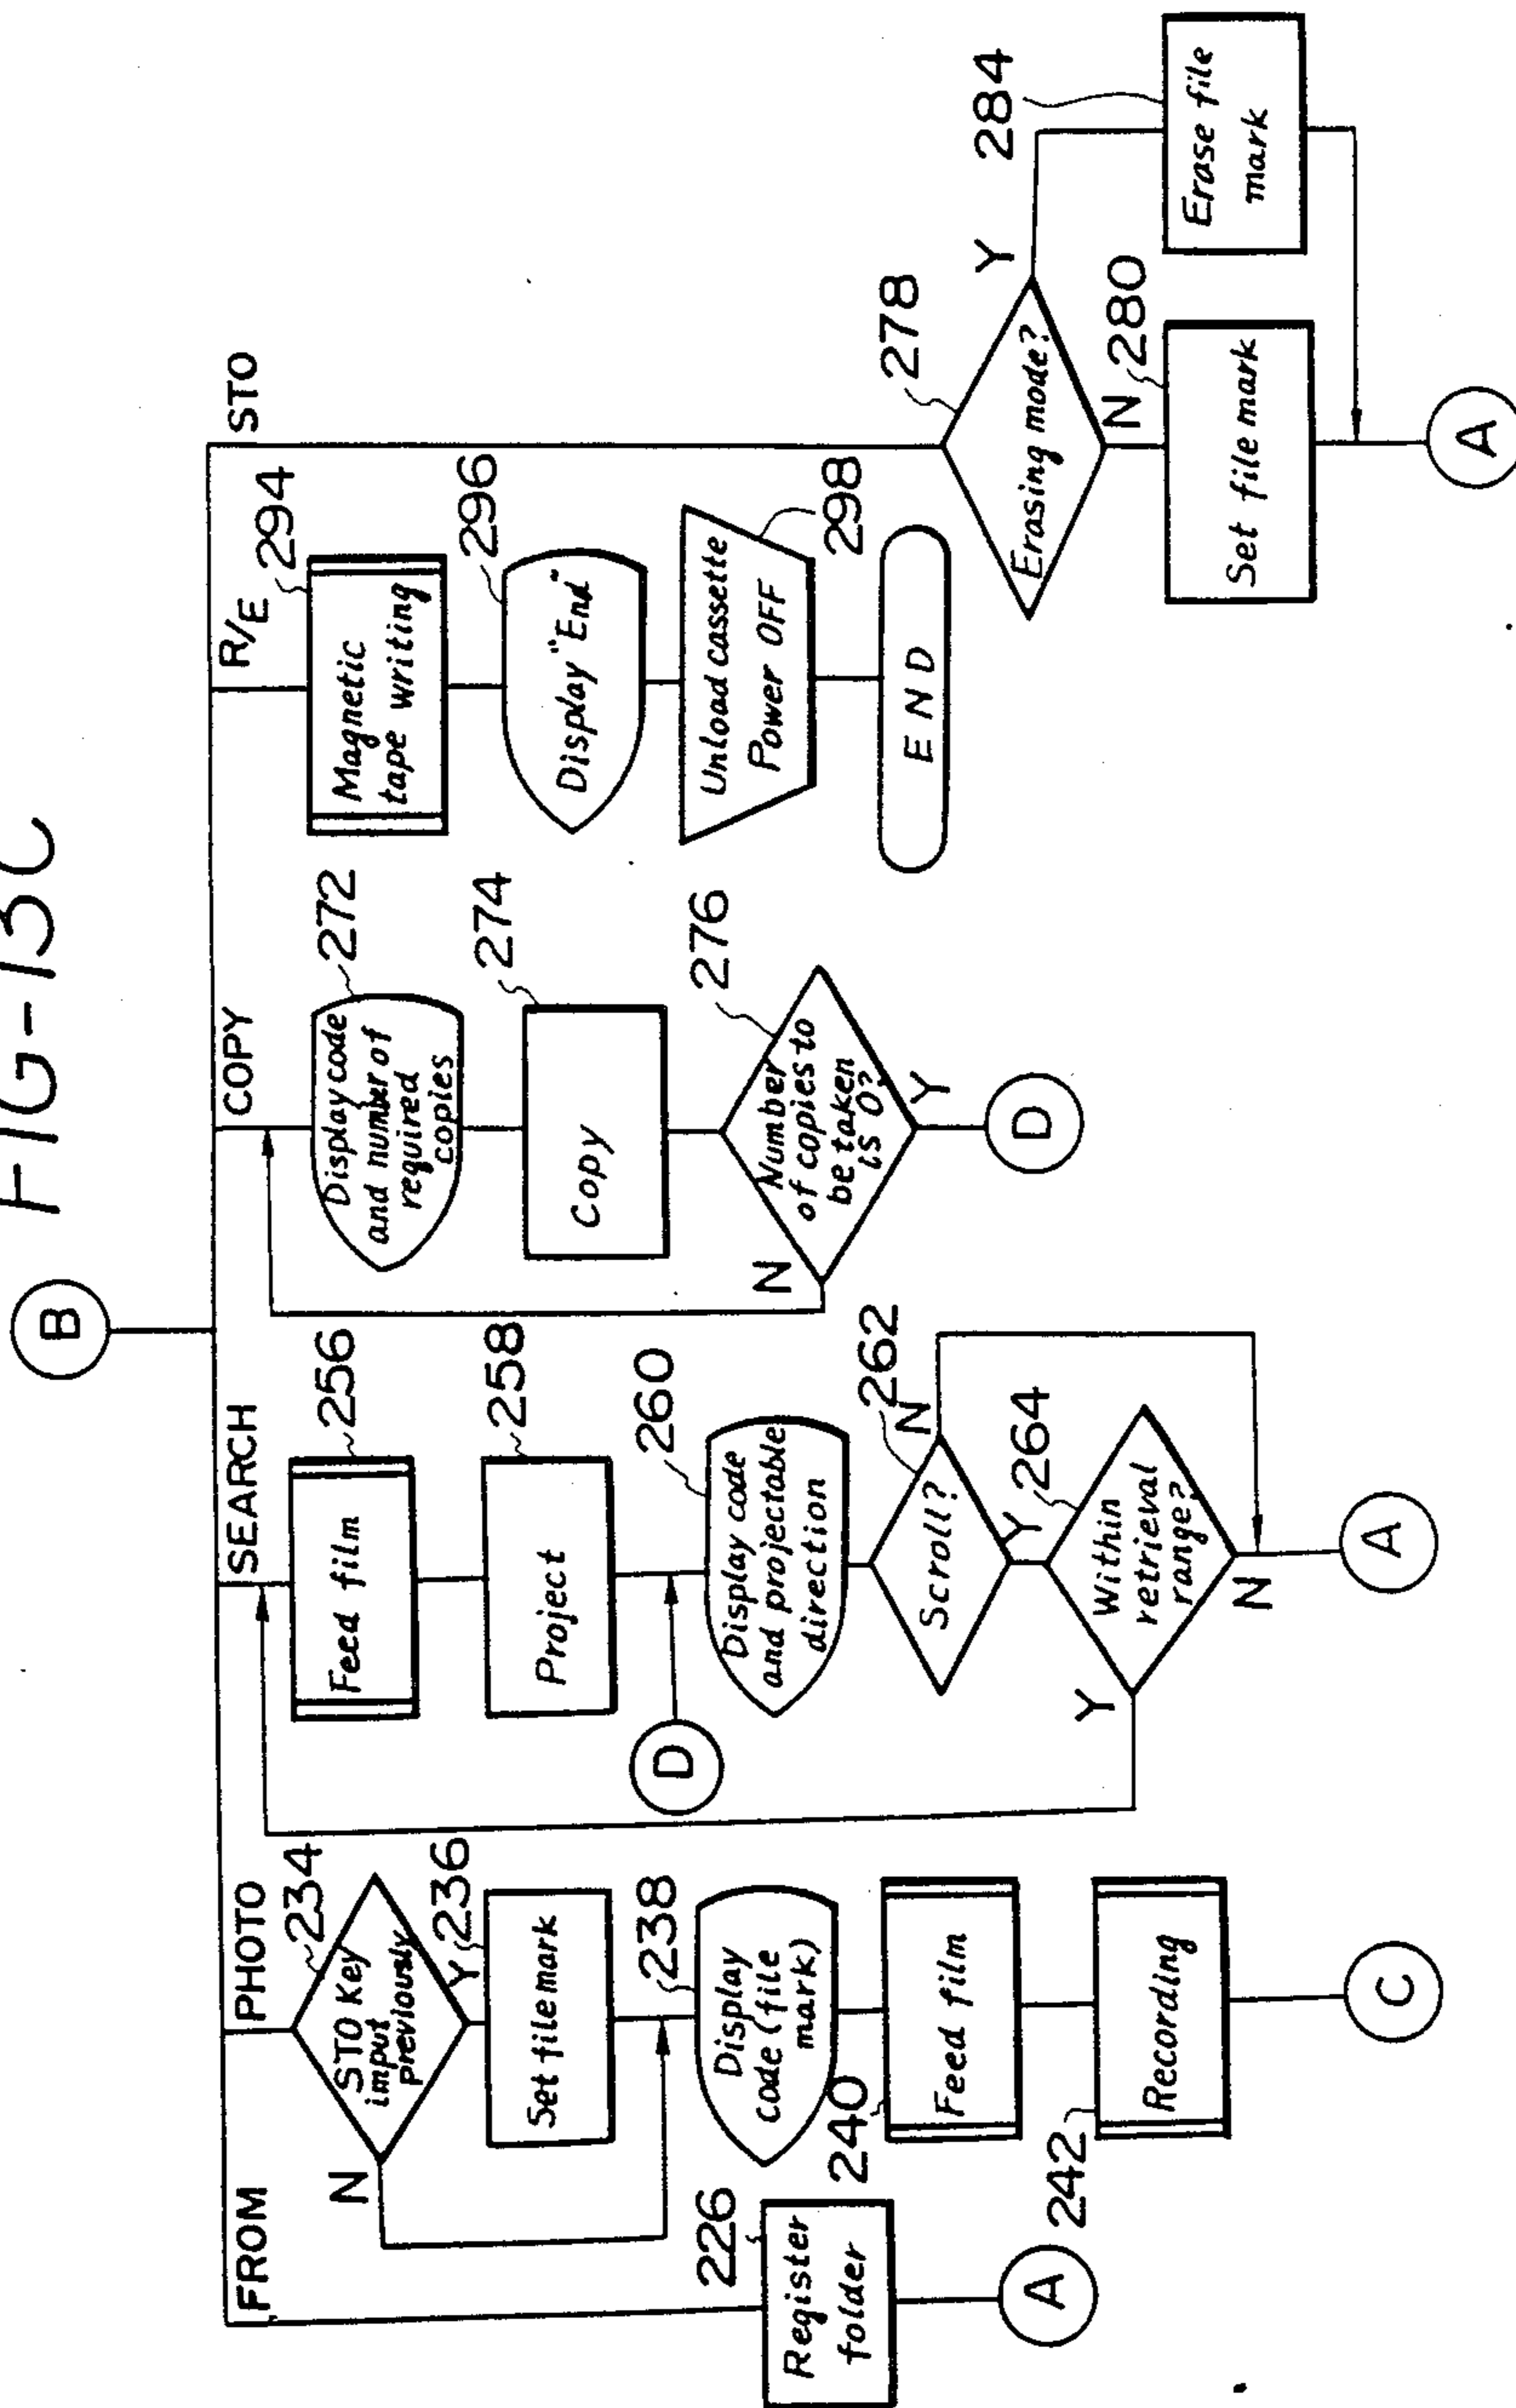 FIG-13C
B
FROM
226
Register
folder
A
PHOTO
234
STO Key
imput
previously
N
Y
236
Set file mark
238
Display
code (file
mark)
240
Feed film
242
Recording
C
SEARCH
256
Feed film
258
Project
D
260
Display code
and projectable
direction
262
Scroll?
N
Y
264
Within
retrieval
range?
Y
N
A
COPY
272
Display code
and number of
required
copies
274
Copy
276
Number
of copies to
be taken
is 0?
N
Y
D
R/E
294
Magnetic
tape writing
296
Display "End"
298
Unload cassette
Power OFF
END
STO
278
Erasing mode?
Y
N
280
Set file mark
284
Erase file
mark
A